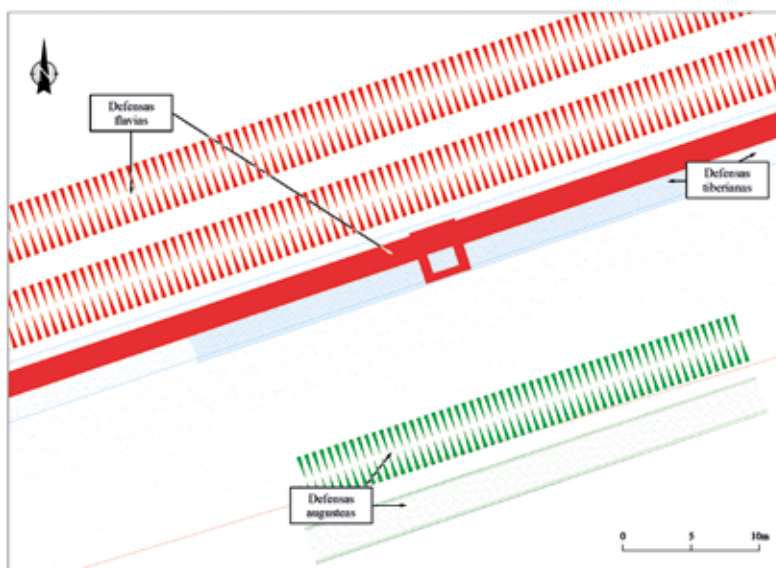 N
Defensas
flavias
Defensas
tiberianas
Defensas
augusteas
0 5 10m